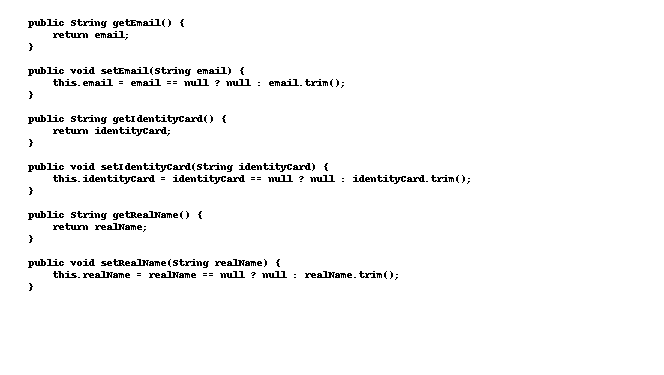 public String getEmail() {
    return email;
}

public void setEmail(String email) {
    this.email = email == null ? null : email.trim();
}

public String getIdentityCard() {
    return identityCard;
}

public void setIdentityCard(String identityCard) {
    this.identityCard = identityCard == null ? null : identityCard.trim();
}

public String getRealName() {
    return realName;
}

public void setRealName(String realName) {
    this.realName = realName == null ? null : realName.trim();
}